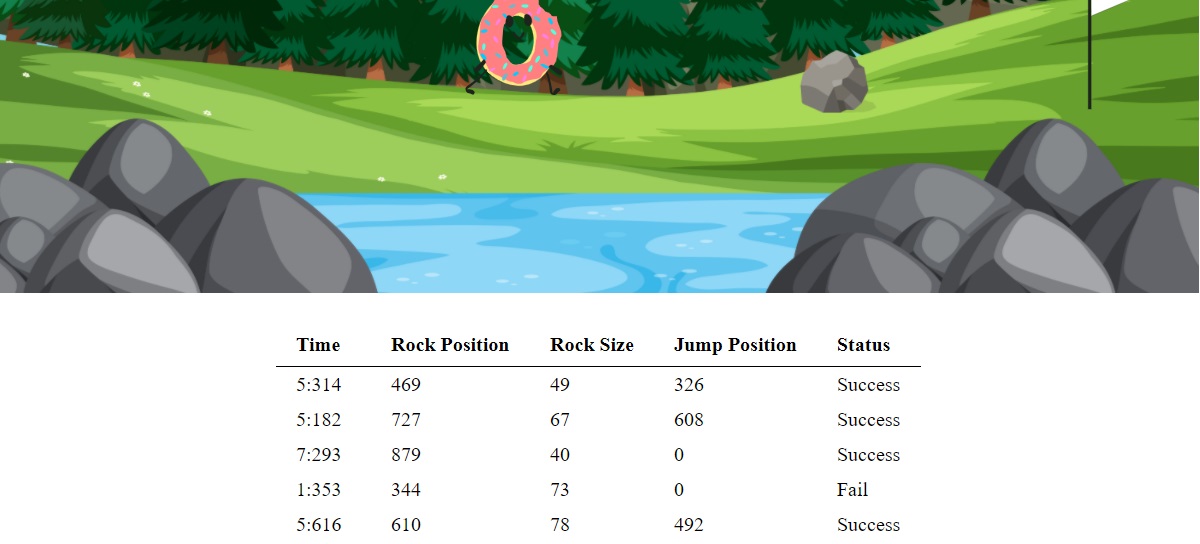 Time Rock Position Rock Size Jump Position Status
5:314 469 49 326 Success
5:182 727 67 608 Success
7:293 879 40 0 Success
1:353 344 73 0 Fail
5:616 610 78 492 Success